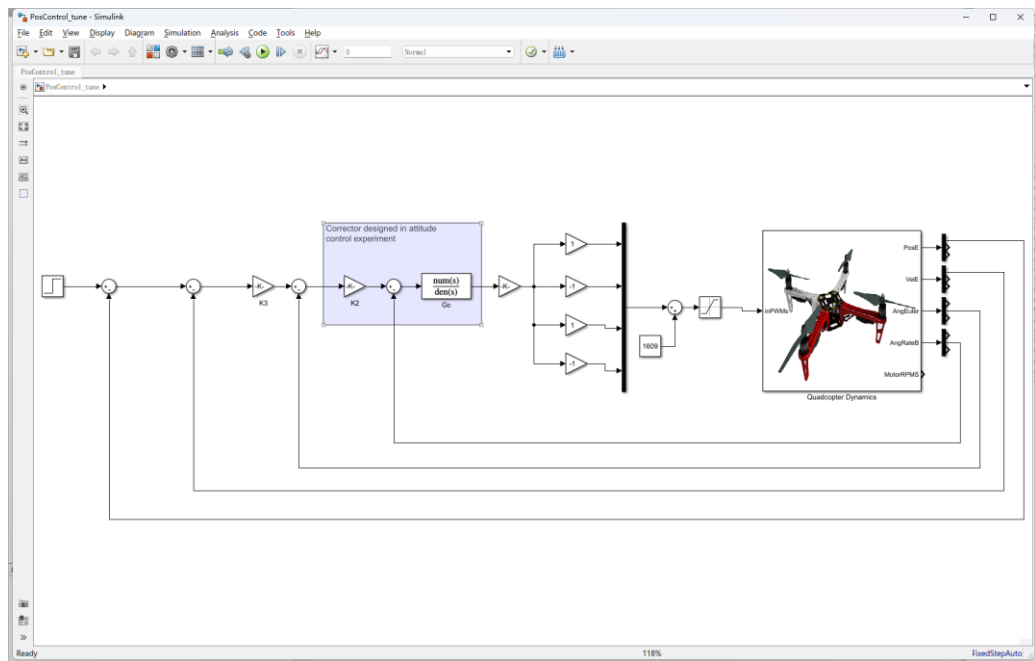 PosControl_tune - Simulink
File Edit View Display Diagram Simulation Analysis Code Tools Help
5
Normal
PosControl_tune
PosControl_tune
Corrector designed in attitude
control experiment
-K-
K3
-K-
K2
num(s)
den(s)
Gc
-K-
1
-1
1
-1
1609
inPWMs
PosE
VelE
AngEuler
AngRateB
MotorRPMS
Quadcopter Dynamics
Ready
118%
FixedStepAuto